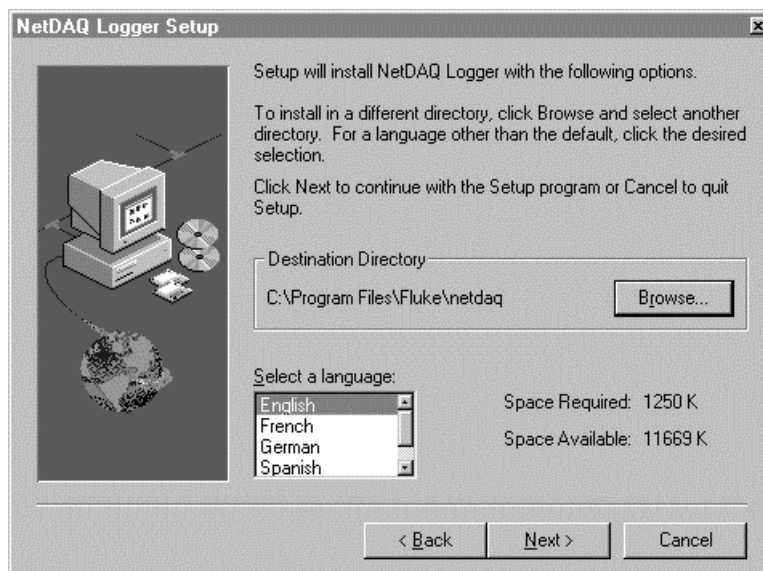 NetDAQ Logger Setup
Setup will install NetDAQ Logger with the following options.
To install in a different directory, click Browse and select another
directory. For a language other than the default, click the desired
selection.
Click Next to continue with the Setup program or Cancel to quit
Setup.
Destination Directory
C:\Program Files\Fluke\netdaq
Browse...
Select a language:
English
French
German
Spanish
Space Required: 1250 K
Space Available: 11669 K
< Back
Next >
Cancel